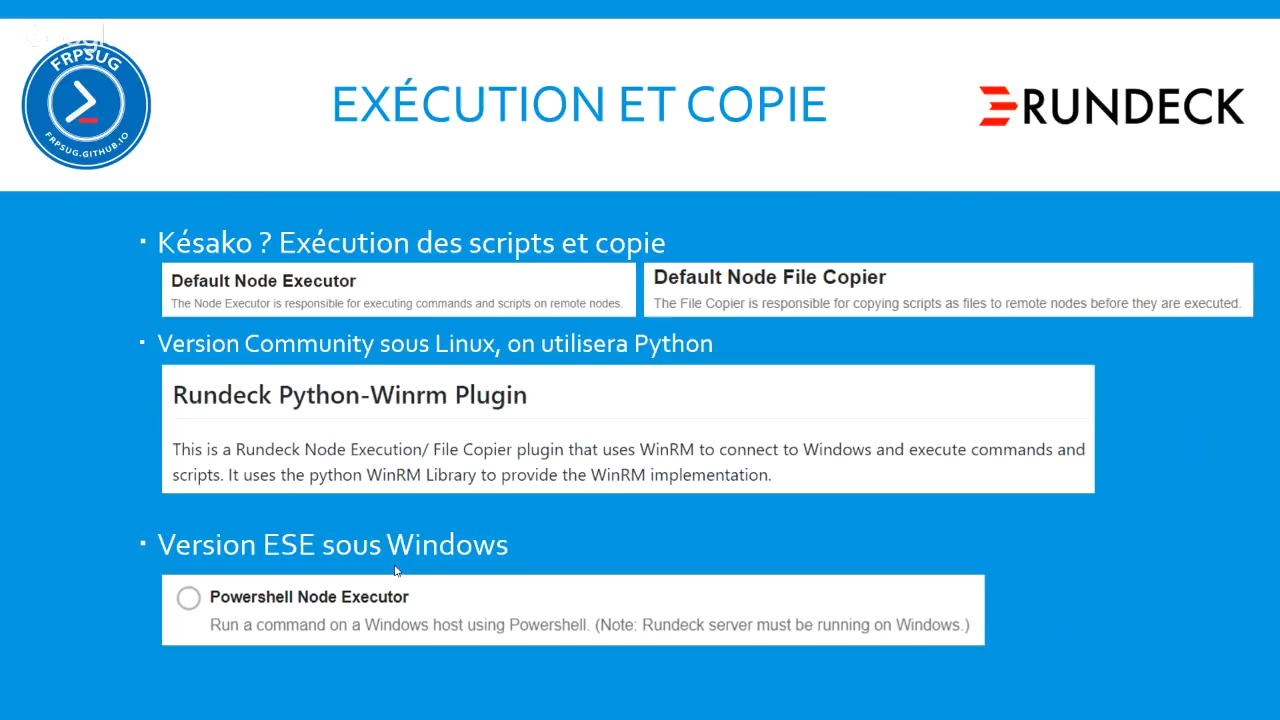 FRPSUG
FRPSUG.GITHUB.IO
EXÉCUTION ET COPIE
RUNDECK
Késako ? Exécution des scripts et copie
Default Node Executor
The Node Executor is responsible for executing commands and scripts on remote nodes.
Default Node File Copier
The File Copier is responsible for copying scripts as files to remote nodes before they are executed.
Version Community sous Linux, on utilisera Python
Rundeck Python-Winrm Plugin
This is a Rundeck Node Execution/ File Copier plugin that uses WinRM to connect to Windows and execute commands and
scripts. It uses the python WinRM Library to provide the WinRM implementation.
Version ESE sous Windows
Powershell Node Executor
Run a command on a Windows host using Powershell. (Note: Rundeck server must be running on Windows.)